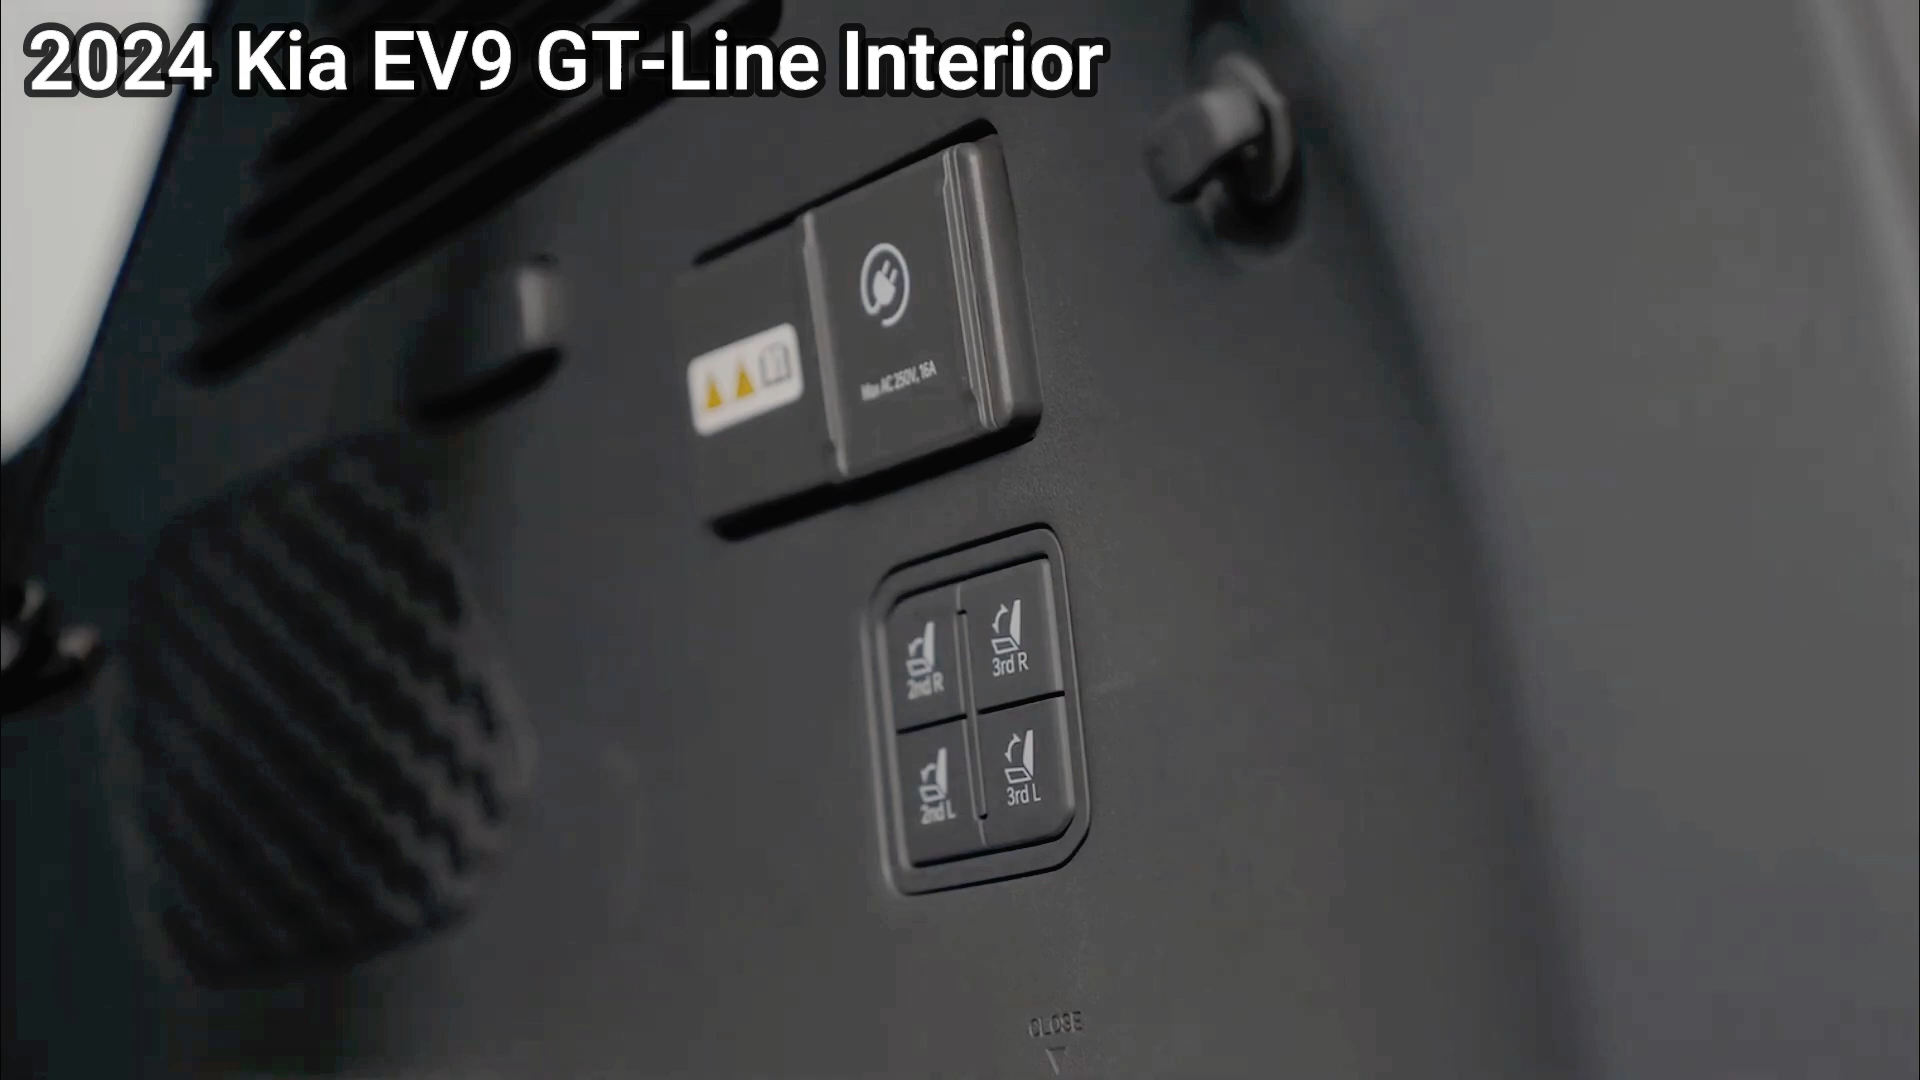 2024 Kia EV9 GT-Line Interior
Max AC 250V, 16A
2nd R
3rd R
2nd L
3rd L
CLOSE